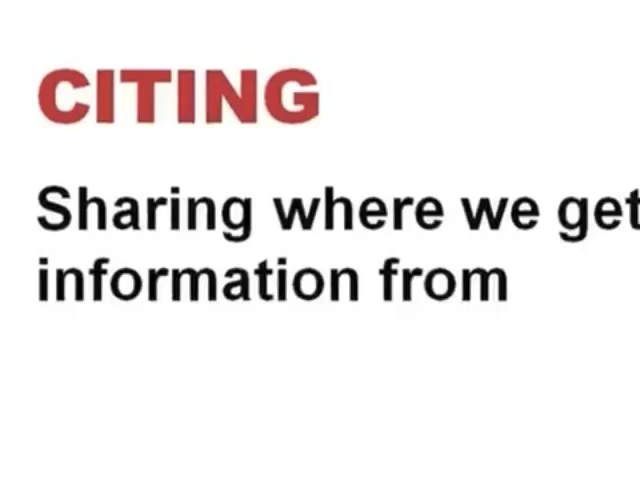 CITING
Sharing where we get
information from